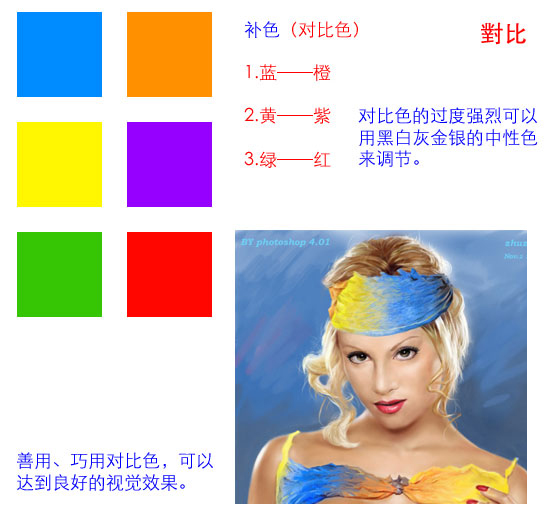 补色（对比色）
對比
1.蓝——橙
2.黄——紫
3.绿——红
对比色的过度强烈可以
用黑白灰金银的中性色
来调节。
BY photoshop 4.01
善用、巧用对比色，可以
达到良好的视觉效果。